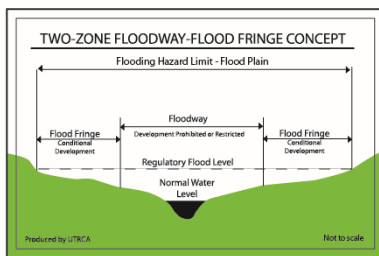 TWO-ZONE FLOODWAY-FLOOD FRINGE CONCEPT
Flooding Hazard Limit - Flood Plain
Floodway
Development Prohibited or Restricted
Flood Fringe
Conditional
Development
Flood Fringe
Conditional
Development
Regulatory Flood Level
Normal Water
Level
Produced by UTRCA
Not to scale